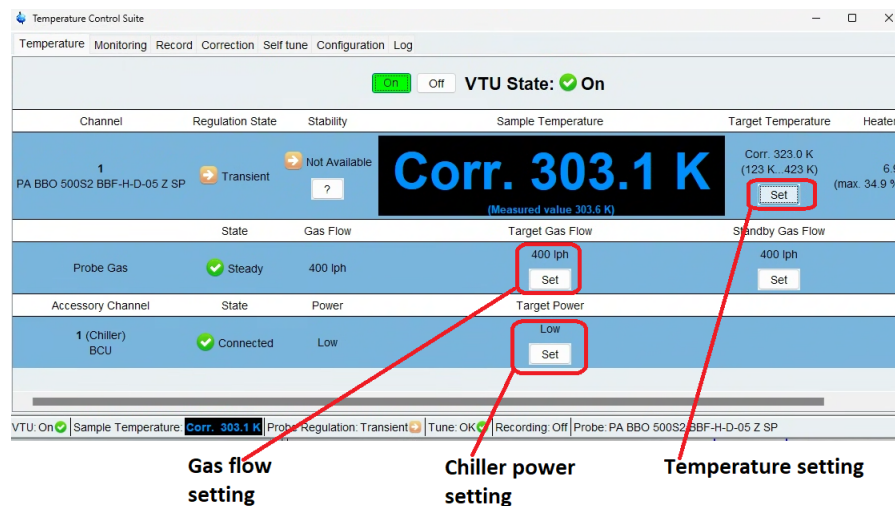 Temperature Control Suite
Temperature Monitoring Record Correction Self tune Configuration Log
On Off VTU State: On
Channel Regulation State Stability Sample Temperature Target Temperature Heater
1
PA BBO 500S2 BBF-H-D-05 Z SP
Transient
Not Available
?
Corr. 303.1 K
(Measured value 303.6 K)
Corr. 323.0 K
(123 K...423 K)
Set
6.9
(max. 34.9 %
State Gas Flow Target Gas Flow Standby Gas Flow
Probe Gas Steady 400 lph
400 lph
Set
400 lph
Set
Accessory Channel State Power Target Power
1 (Chiller)
BCU
Connected Low
Low
Set
VTU: On Sample Temperature: Corr. 303.1 K Probe Regulation: Transient Tune: OK Recording: Off Probe: PA BBO 500S2 BBF-H-D-05 Z SP
Gas flow
setting
Chiller power
setting
Temperature setting